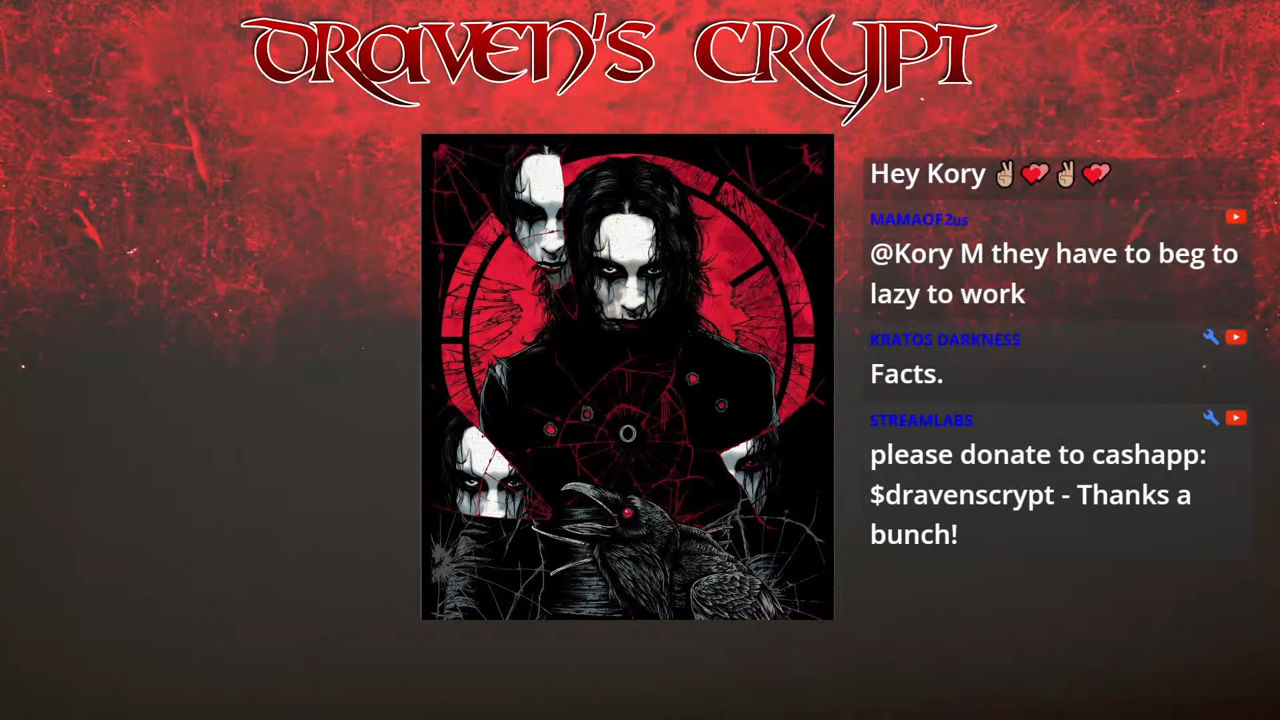 DRAVEN'S CRYPT
Hey Kory ✌🏼💕✌🏼💕
MAMAOF2us
@Kory M they have to beg to
lazy to work
KRATOS DARKNESS
Facts.
STREAMLABS
please donate to cashapp:
$dravenscrypt - Thanks a
bunch!